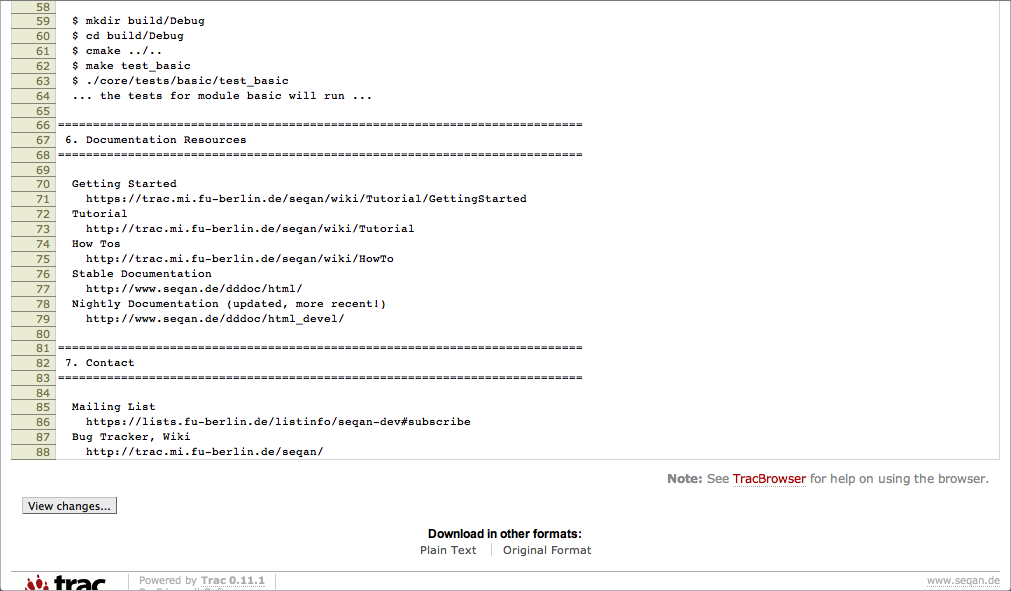 58
59 $ mkdir build/Debug
60 $ cd build/Debug
61 $ cmake ../..
62 $ make test_basic
63 $ ./core/tests/basic/test_basic
64 ... the tests for module basic will run ...
65
66 ===========================================================================
67 6. Documentation Resources
68 ===========================================================================
69
70 Getting Started
71 https://trac.mi.fu-berlin.de/seqan/wiki/Tutorial/GettingStarted
72 Tutorial
73 http://trac.mi.fu-berlin.de/seqan/wiki/Tutorial
74 How Tos
75 http://trac.mi.fu-berlin.de/seqan/wiki/HowTo
76 Stable Documentation
77 http://www.seqan.de/dddoc/html/
78 Nightly Documentation (updated, more recent!)
79 http://www.seqan.de/dddoc/html_devel/
80
81 ===========================================================================
82 7. Contact
83 ===========================================================================
84
85 Mailing List
86 https://lists.fu-berlin.de/listinfo/seqan-dev#subscribe
87 Bug Tracker, Wiki
88 http://trac.mi.fu-berlin.de/seqan/
Note: See TracBrowser for help on using the browser.
View changes...
Download in other formats:
Plain Text Original Format
trac Powered by Trac 0.11.1 www.seqan.de